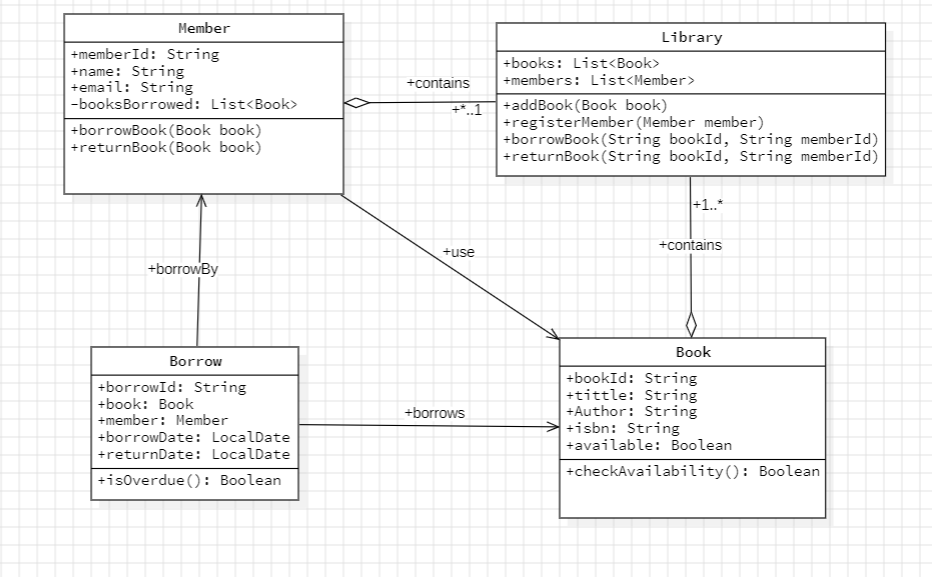 Member
+memberId: String
+name: String
+email: String
-booksBorrowed: List<Book>
+borrowBook(Book book)
+returnBook(Book book)
+contains
+*..1
Library
+books: List<Book>
+members: List<Member>
+addBook(Book book)
+registerMember(Member member)
+borrowBook(String bookId, String memberId)
+returnBook(String bookId, String memberId)
+1..*
+contains
+use
+borrowBy
Borrow
+borrowId: String
+book: Book
+member: Member
+borrowDate: LocalDate
+returnDate: LocalDate
+isOverdue(): Boolean
+borrows
Book
+bookId: String
+tittle: String
+Author: String
+isbn: String
+available: Boolean
+checkAvailability(): Boolean